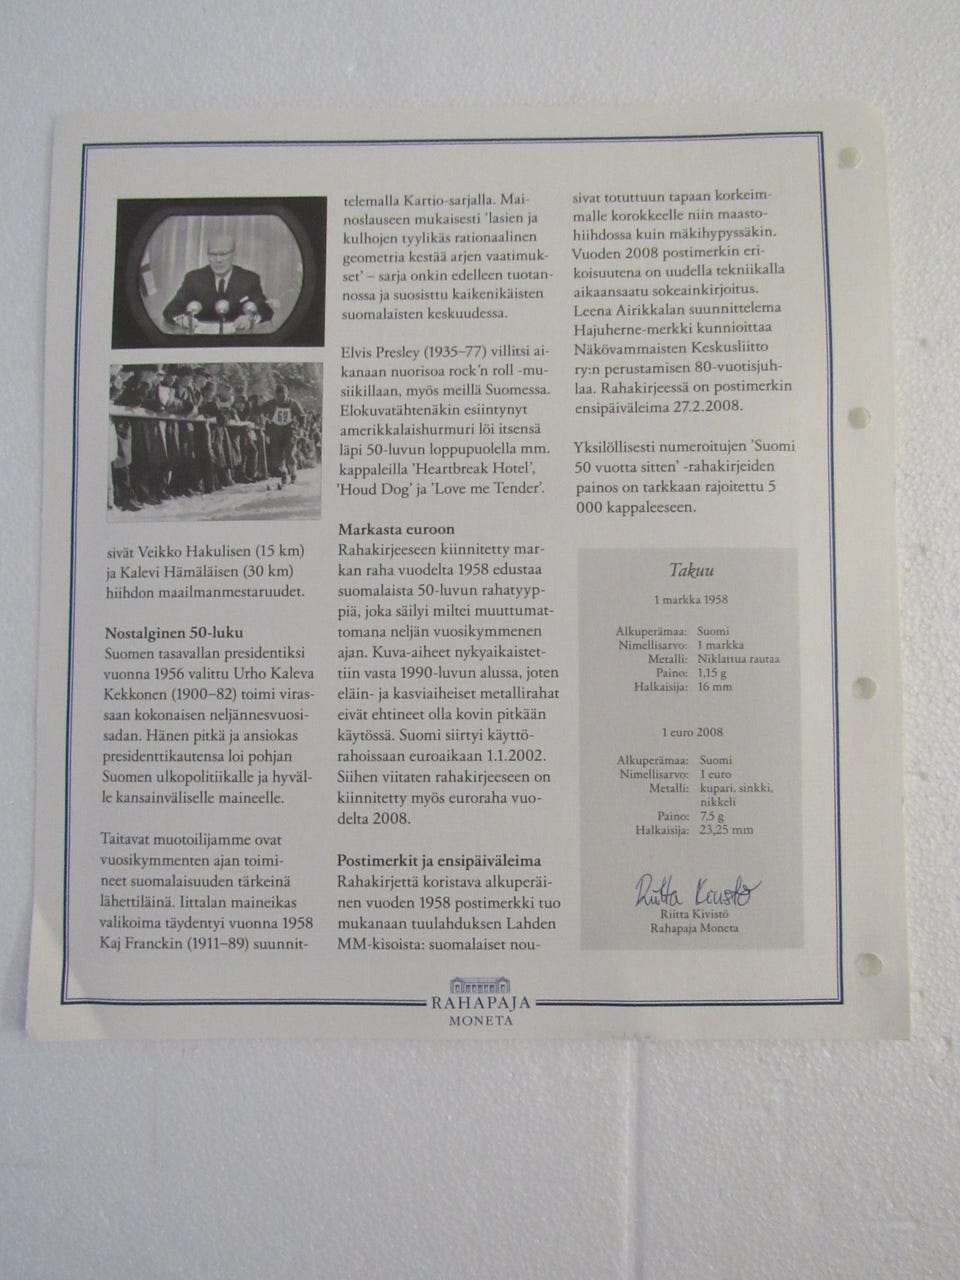 69
sivät Veikko Hakulisen (15 km)
ja Kalevi Hämäläisen (30 km)
hiihdon maailmanmestaruudet.
Nostalginen 50-luku
Suomen tasavallan presidentiksi
vuonna 1956 valittu Urho Kaleva
Kekkonen (1900–82) toimi viras-
saan kokonaisen neljännesvuosi-
sadan. Hänen pitkä ja ansiokas
presidenttikautensa loi pohjan
Suomen ulkopolitiikalle ja hyväl-
le kansainväliselle maineelle.
Taitavat muotoilijamme ovat
vuosikymmenten ajan toimi-
neet suomalaisuuden tärkeinä
lähettiläinä. Iittalan maineikas
valikoima täydentyi vuonna 1958
Kaj Franckin (1911–89) suunnit-
telemalla Kartio-sarjalla. Mai-
noslauseen mukaisesti 'lasien ja
kulhojen tyylikäs rationaalinen
geometria kestää arjen vaatimuk-
set' – sarja onkin edelleen tuotan-
nossa ja suosittu kaikenikäisten
suomalaisten keskuudessa.
Elvis Presley (1935–77) villitsi ai-
kanaan nuorisoa rock'n roll -mu-
siikillaan, myös meillä Suomessa.
Elokuvatähtenäkin esiintynyt
amerikkalaishurmuri löi itsensä
läpi 50-luvun loppupuolella mm.
kappaleilla 'Heartbreak Hotel',
'Houd Dog' ja 'Love me Tender'.
Markasta euroon
Rahakirjeeseen kiinnitetty mar-
kan raha vuodelta 1958 edustaa
suomalaista 50-luvun rahatyyp-
piä, joka säilyi miltei muuttumat-
tomana neljän vuosikymmenen
ajan. Kuva-aiheet nykyaikaistet-
tiin vasta 1990-luvun alussa, joten
eläin- ja kasviaiheiset metallirahat
eivät ehtineet olla kovin pitkään
käytössä. Suomi siirtyi käyttö-
rahoissaan euroaikaan 1.1.2002.
Siihen viitaten rahakirjeeseen on
kiinnitetty myös euroraha vuo-
delta 2008.
Postimerkit ja ensipäiväleima
Rahakirjettä koristava alkuperäi-
nen vuoden 1958 postimerkki tuo
mukanaan tuulahduksen Lahden
MM-kisoista: suomalaiset nou-
sivat totuttuun tapaan korkeim-
malle korokkeelle niin maasto-
hiihdossa kuin mäkihypyssäkin.
Vuoden 2008 postimerkin eri-
koisuutena on uudella tekniikalla
aikaansaatu sokeainkirjoitus.
Leena Airikkalan suunnittelema
Hajuherne-merkki kunnioittaa
Näkövammaisten Keskusliitto
ry:n perustamisen 80-vuotisjuh-
laa. Rahakirjeessä on postimerkin
ensipäiväleima 27.2.2008.
Yksilöllisesti numeroitujen 'Suomi
50 vuotta sitten' -rahakirjeiden
painos on tarkkaan rajoitettu 5
000 kappaleeseen.
Takuu
1 markka 1958
Alkuperämaa: Suomi
Nimellisarvo: 1 markka
Metalli: Niklattua rautaa
Paino: 1,15 g
Halkaisija: 16 mm
1 euro 2008
Alkuperämaa: Suomi
Nimellisarvo: 1 euro
Metalli: kupari, sinkki,
nikkeli
Paino: 7,5 g
Halkaisija: 23,25 mm
Riitta Kivistö
Riitta Kivistö
Rahapaja Moneta
RAHAPAJA
MONETA